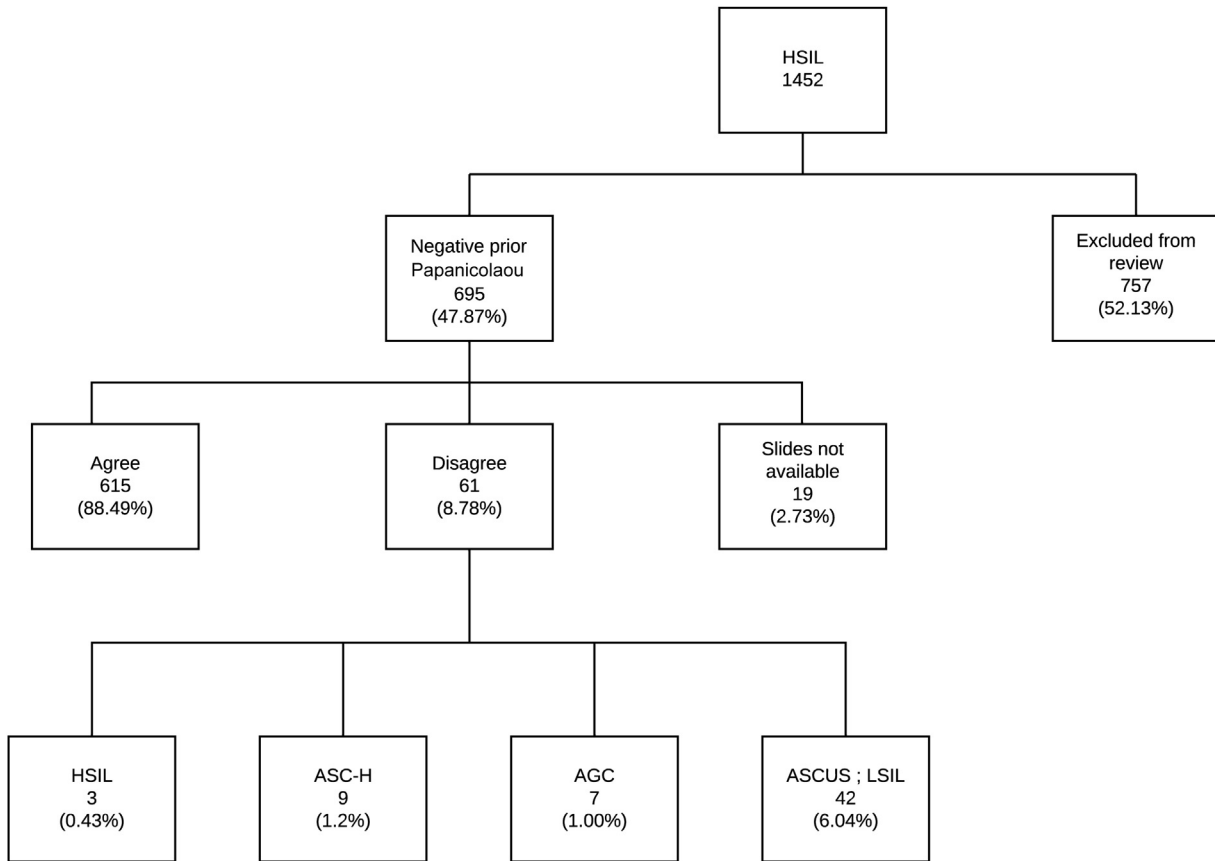 HSIL
1452
Negative prior
Papanicolaou
695
(47.87%)
Excluded from
review
757
(52.13%)
Agree
615
(88.49%)
Disagree
61
(8.78%)
Slides not
available
19
(2.73%)
HSIL
3
(0.43%)
ASC-H
9
(1.2%)
AGC
7
(1.00%)
ASCUS ; LSIL
42
(6.04%)